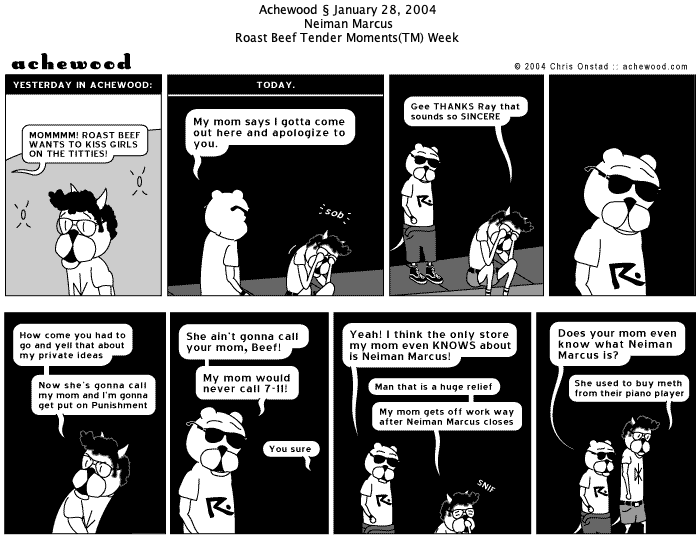 Achewood § January 28, 2004
Neiman Marcus
Roast Beef Tender Moments(TM) Week
achewood
© 2004 Chris Onstad :: achewood.com
YESTERDAY IN ACHEWOOD:
MOMMMM! ROAST BEEF
WANTS TO KISS GIRLS
ON THE TITTIES!
TODAY.
My mom says I gotta come
out here and apologize to
you.
sob
Gee THANKS Ray that
sounds so SINCERE
R.
R.
How come you had to
go and yell that about
my private ideas
Now she's gonna call
my mom and I'm gonna
get put on Punishment
She ain't gonna call
your mom, Beef!
My mom would
never call 7-11!
You sure
R.
Yeah! I think the only store
my mom even KNOWS about
is Neiman Marcus!
Man that is a huge relief
My mom gets off work way
after Neiman Marcus closes
SNIF
R.
Does your mom even
know what Neiman
Marcus is?
She used to buy meth
from their piano player
R.